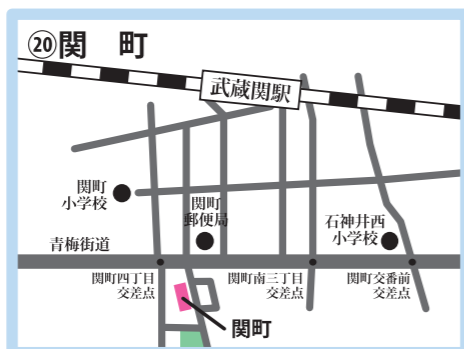 ⑳関　町
武蔵関駅
関町
小学校
関町
郵便局
石神井西
小学校
青梅街道
関町四丁目
交差点
関町南三丁目
交差点
関町交番前
交差点
関町